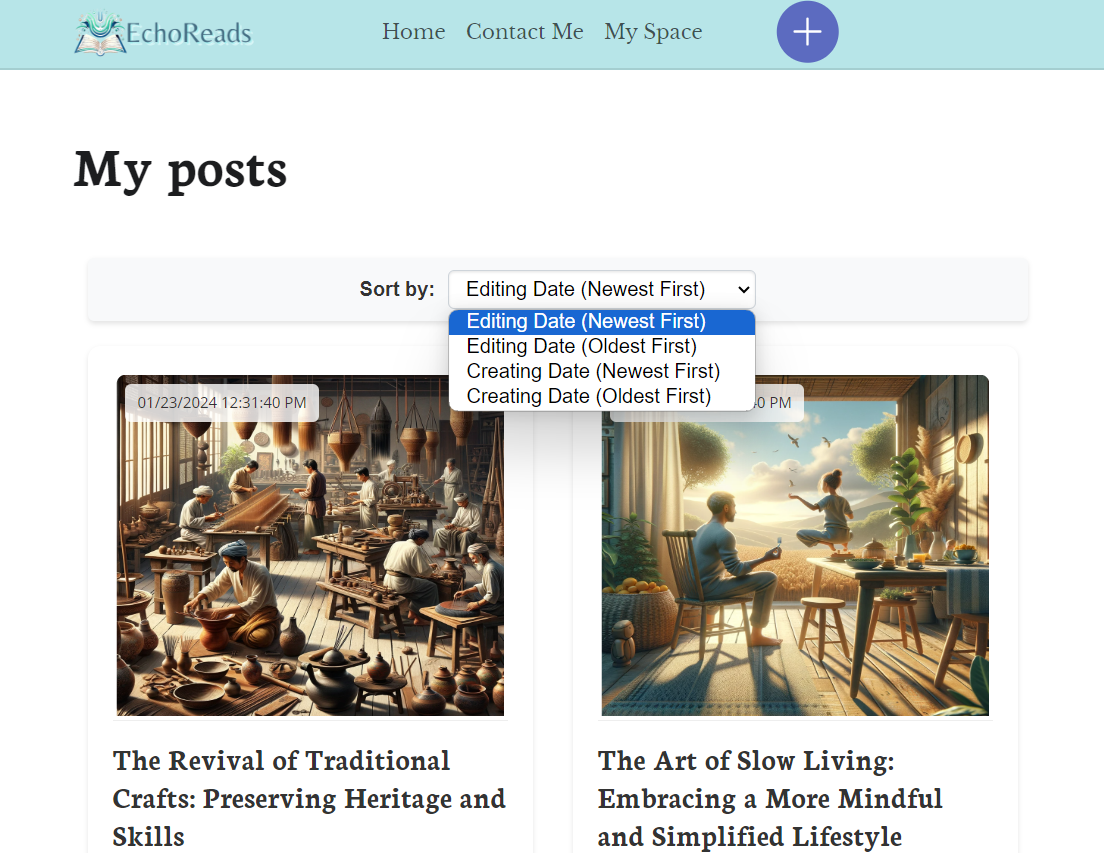 EchoReads
Home Contact Me My Space
My posts
Sort by: Editing Date (Newest First)
Editing Date (Newest First)
Editing Date (Oldest First)
Creating Date (Newest First)
Creating Date (Oldest First)
01/23/2024 12:31:40 PM
PM
The Revival of Traditional
Crafts: Preserving Heritage and
Skills
The Art of Slow Living:
Embracing a More Mindful
and Simplified Lifestyle